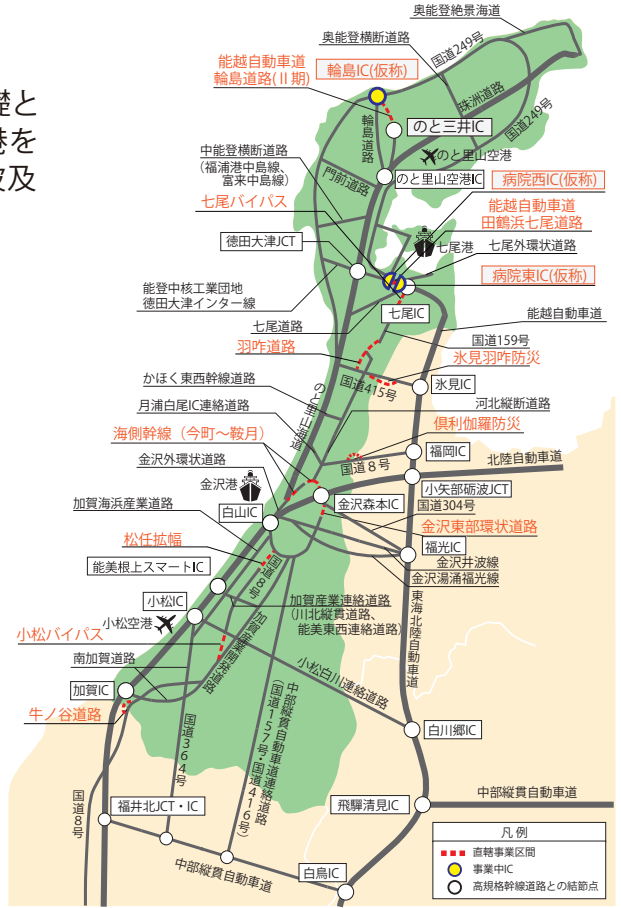 礎と
港を
波及
奥能登絶景海道
奥能登横断道路
国道249号
能越自動車道
輪島道路(Ⅱ期)
輪島IC(仮称)
珠洲道路
国道249号
輪島道路
のと三井IC
のと里山空港
中能登横断道路
(福浦港中島線、
富来中島線)
門前道路
のと里山空港IC
病院西IC(仮称)
七尾バイパス
能越自動車道
田鶴浜七尾道路
徳田大津JCT
七尾港
七尾外環状道路
能登中核工業団地
徳田大津インター線
病院東IC(仮称)
七尾IC
七尾道路
能越自動車道
羽咋道路
国道159号
氷見羽咋防災
かほく東西幹線道路
のと里山海道
国道415号
氷見IC
月浦白尾IC連絡道路
河北縦断道路
海側幹線(今町〜鞍月)
倶利伽羅防災
福岡IC
金沢外環状道路
国道8号
北陸自動車道
金沢港
小矢部砺波JCT
加賀海浜産業道路
金沢森本IC
国道304号
白山IC
金沢東部環状道路
松任拡幅
福光IC
国道8号
金沢井波線
能美根上スマートIC
金沢湯涌福光線
小松IC
加賀産業連絡道路
(川北縦貫道路、
能美東西連絡道路)
小松空港
加賀産業開発道路
東海北陸自動車道
小松バイパス
南加賀道路
小松白川連絡道路
加賀IC
中部縦貫自動車道連絡道路
(国道157号・国道416号)
牛ノ谷道路
国道364号
白川郷IC
国道8号
福井北JCT・IC
飛騨清見IC
中部縦貫自動車道
中部縦貫自動車道
白鳥IC
凡例
直轄事業区間
事業中IC
高規格幹線道路との結節点